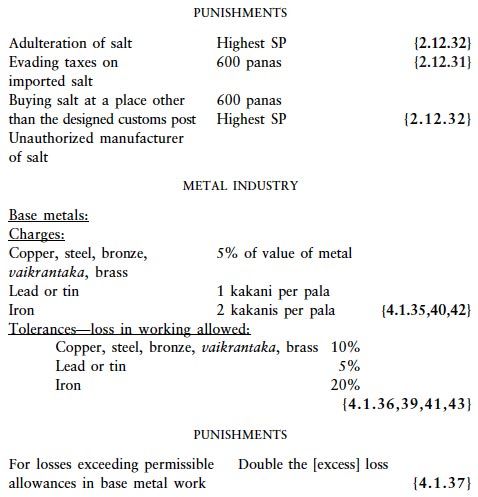 PUNISHMENTS
Adulteration of salt Highest SP {2.12.32}
Evading taxes on 600 panas {2.12.31}
imported salt
Buying salt at a place other 600 panas
than the designed customs post Highest SP {2.12.32}
Unauthorized manufacturer
of salt
METAL INDUSTRY
Base metals:
Charges:
Copper, steel, bronze, 5% of value of metal
vaikrantaka, brass
Lead or tin 1 kakani per pala
Iron 2 kakanis per pala {4.1.35,40,42}
Tolerances—loss in working allowed:
Copper, steel, bronze, vaikrantaka, brass 10%
Lead or tin 5%
Iron 20%
{4.1.36,39,41,43}
PUNISHMENTS
For losses exceeding permissible Double the [excess] loss
allowances in base metal work {4.1.37}